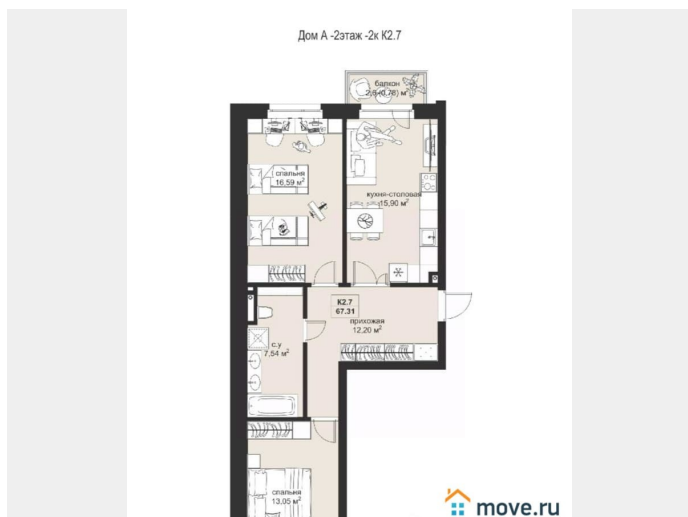 Дом А -2этаж -2к К2.7
балкон
2,6 (0,78) м²
спальня
16,59 м²
кухня-столовая
15,90 м²
К2.7
67.31
прихожая
12,20 м²
с.у
7,54 м²
спальня
13,05 м²
move.ru